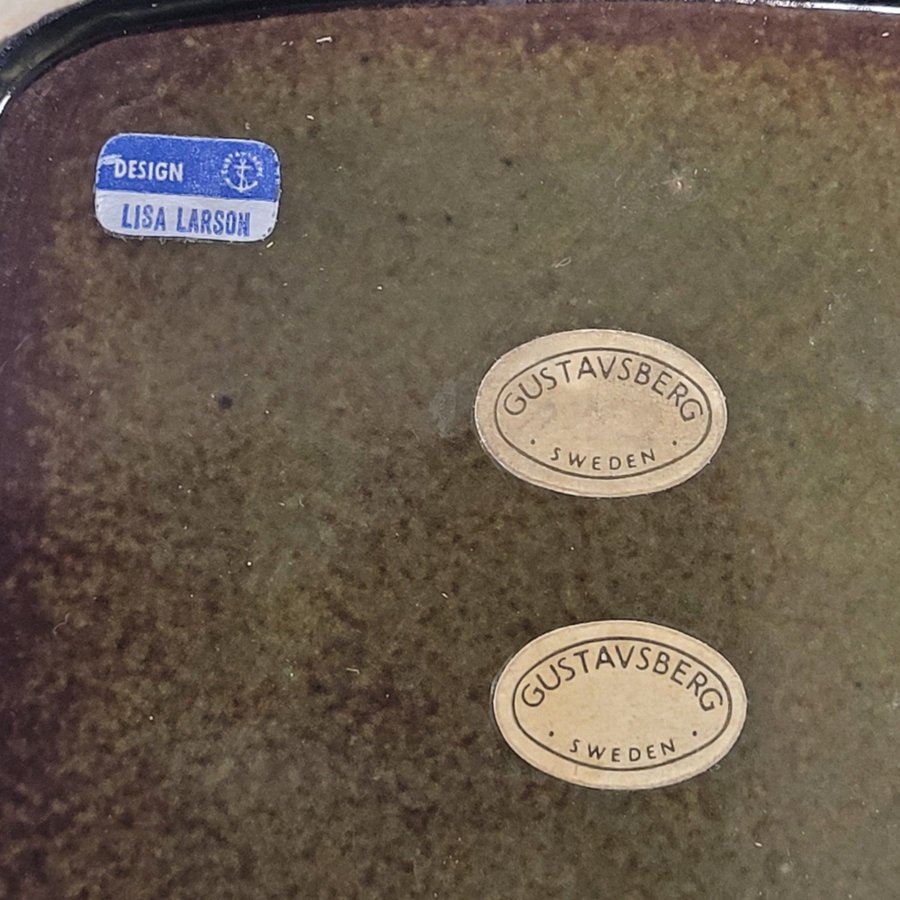 DESIGN
LISA LARSON
GUSTAVSBERG
· SWEDEN ·
GUSTAVSBERG
· SWEDEN ·